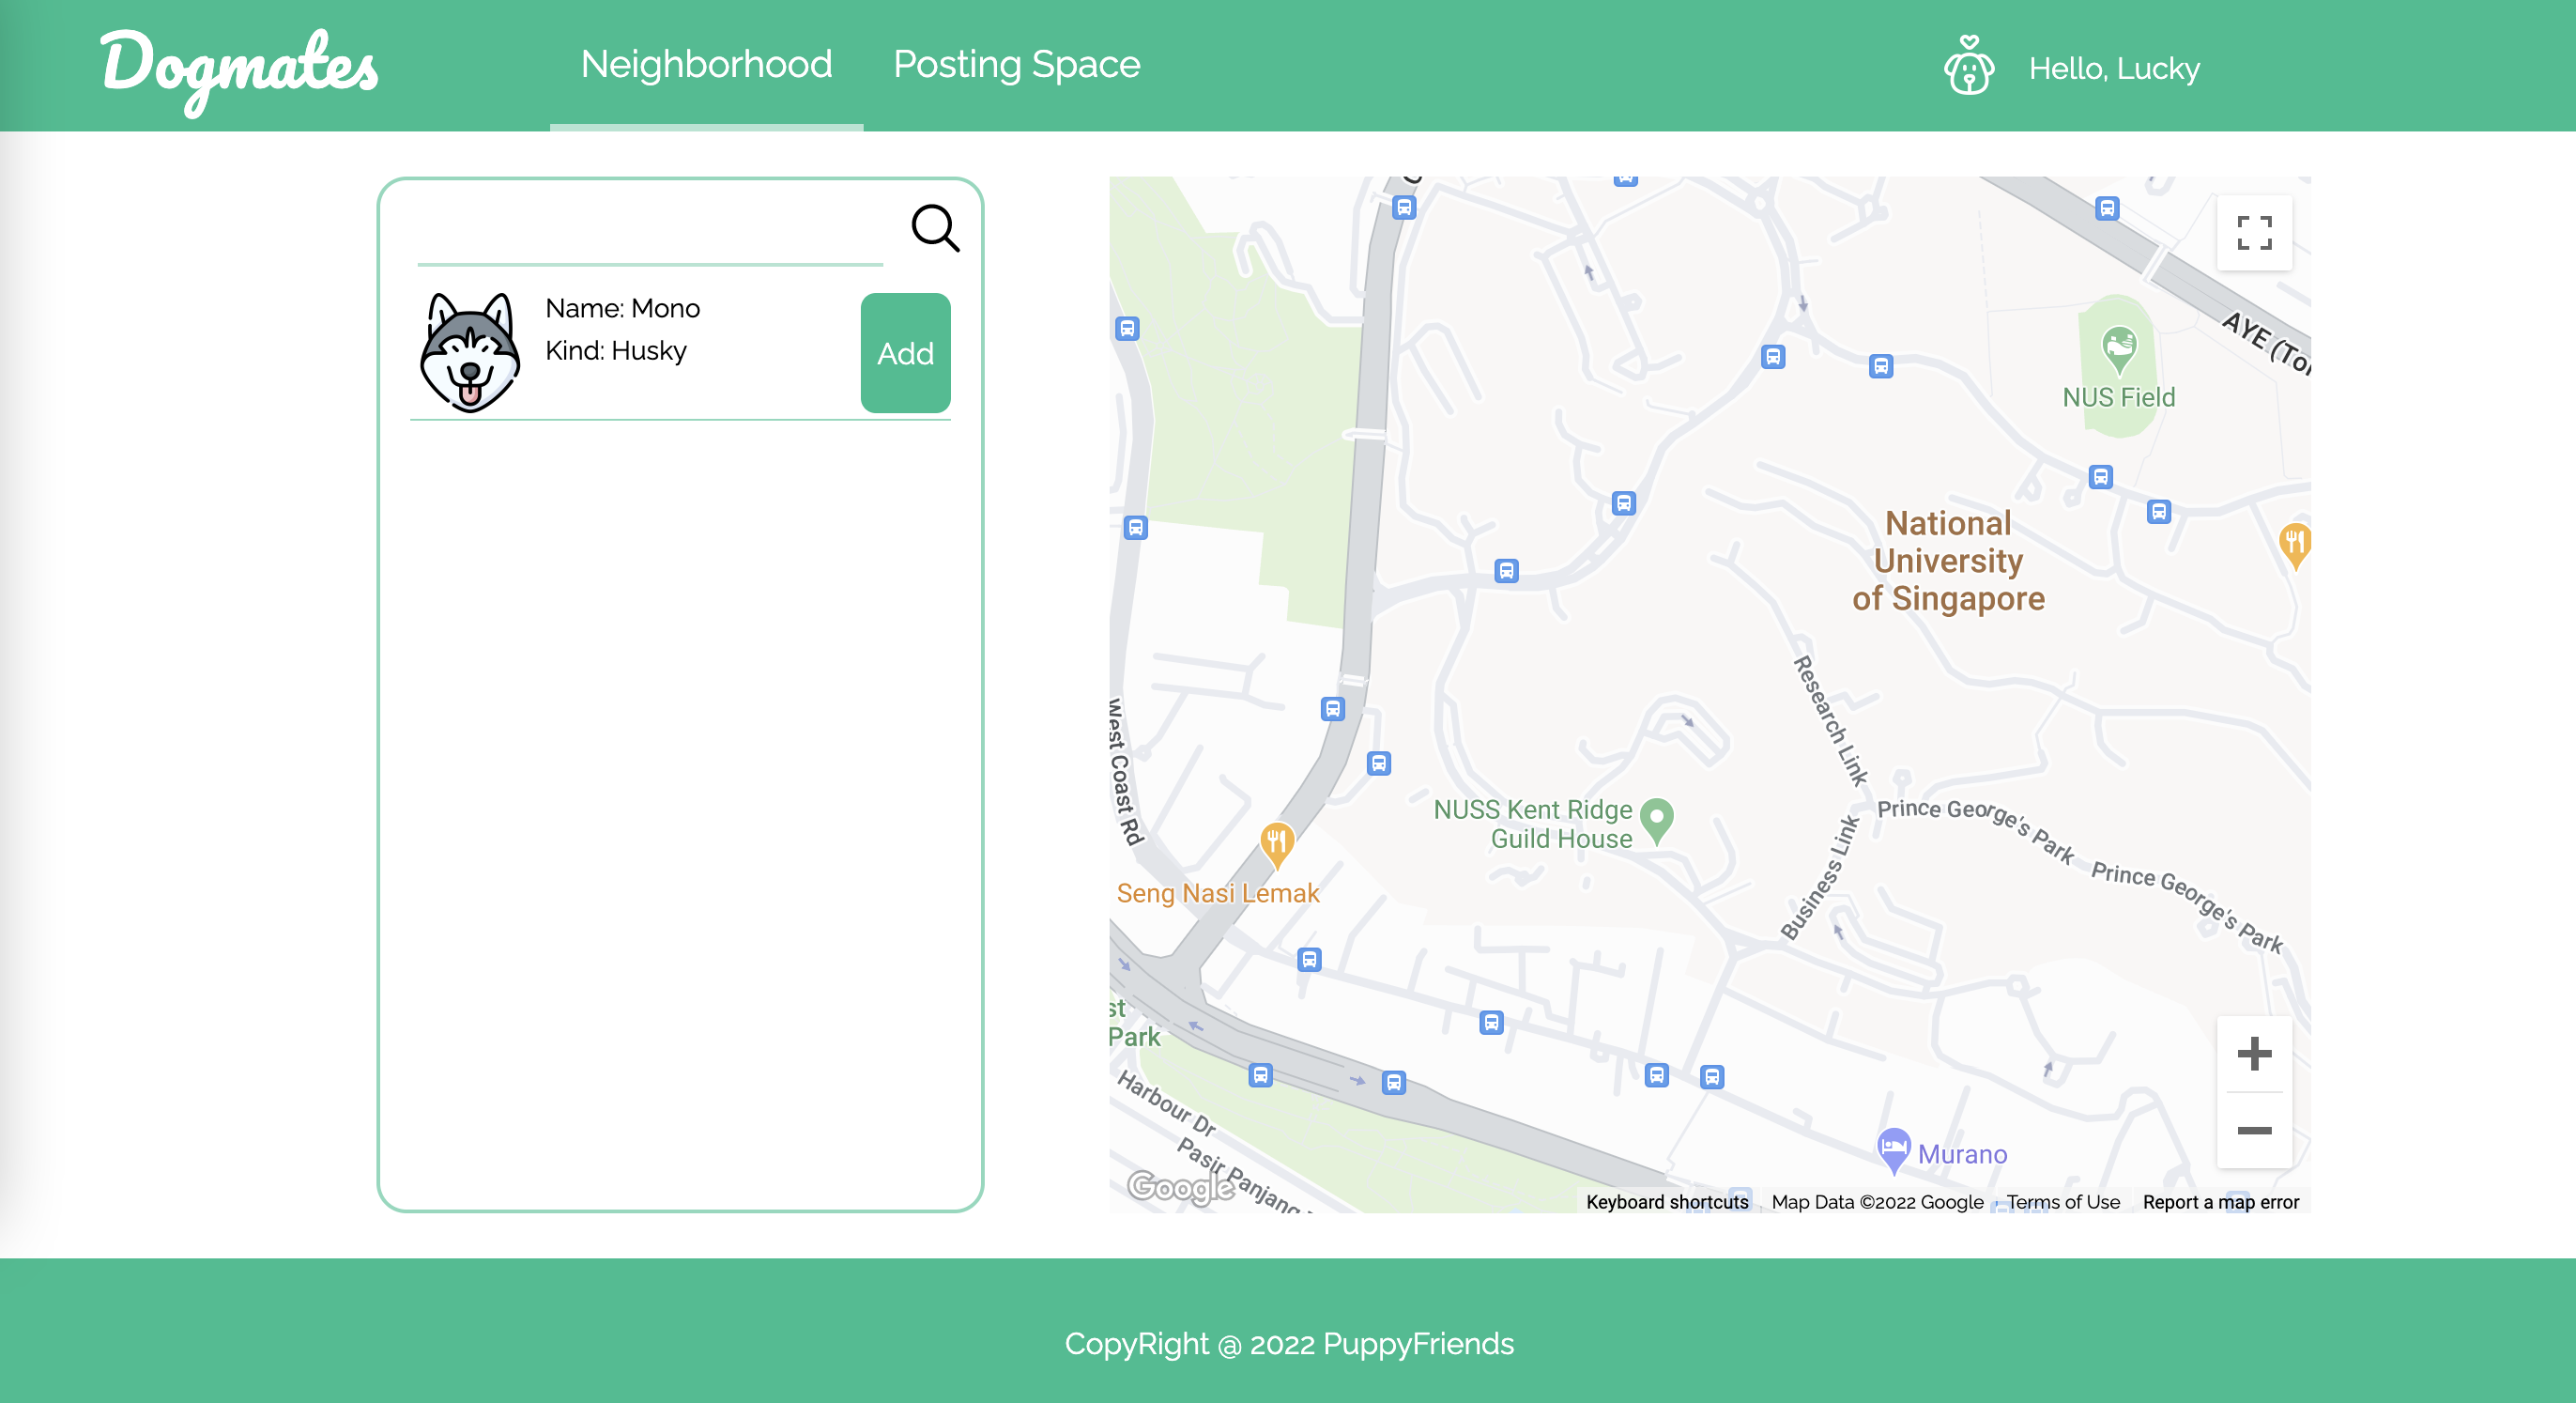 Dogmates
Neighborhood
Posting Space
Hello, Lucky
Name: Mono
Kind: Husky
Add
AYE
NUS Field
National
University
of Singapore
Research Link
West Coast Rd
NUSS Kent Ridge
Guild House
Prince George's Park
Prince George's Park
Business Link
Seng Nasi Lemak
Park
Harbour Dr
Pasir Panjang
Murano
Google
Keyboard shortcuts
Map Data ©2022 Google
Terms of Use
Report a map error
CopyRight @ 2022 PuppyFriends